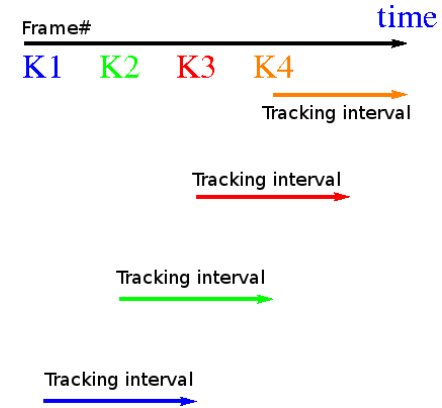 time
Frame#
K1 K2 K3 K4
Tracking interval
Tracking interval
Tracking interval
Tracking interval